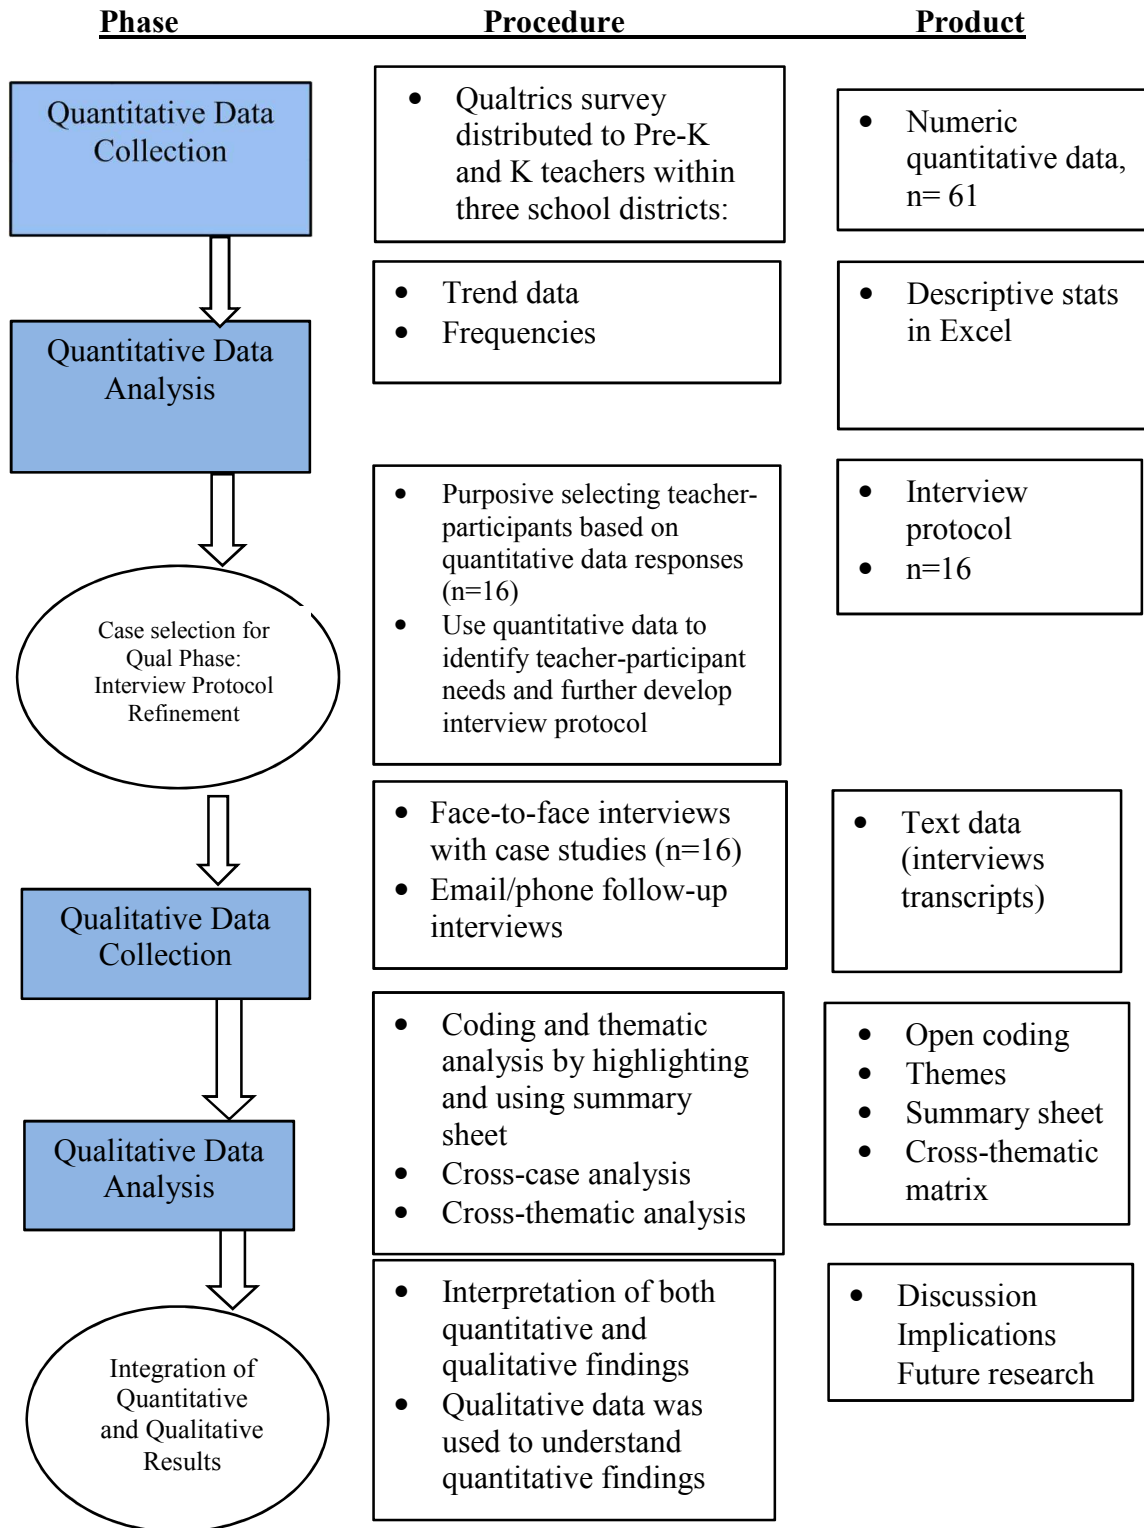 Phase Procedure Product
Quantitative Data
Collection
• Qualtrics survey
distributed to Pre-K
and K teachers within
three school districts:
• Numeric
quantitative data,
n= 61
Quantitative Data
Analysis
• Trend data
• Frequencies
• Descriptive stats
in Excel
Case selection for
Qual Phase:
Interview Protocol
Refinement
• Purposive selecting teacher-
participants based on
quantitative data responses
(n=16)
• Use quantitative data to
identify teacher-participant
needs and further develop
interview protocol
• Interview
protocol
• n=16
Qualitative Data
Collection
• Face-to-face interviews
with case studies (n=16)
• Email/phone follow-up
interviews
• Text data
(interviews
transcripts)
Qualitative Data
Analysis
• Coding and thematic
analysis by highlighting
and using summary
sheet
• Cross-case analysis
• Cross-thematic analysis
• Open coding
• Themes
• Summary sheet
• Cross-thematic
matrix
Integration of
Quantitative
and Qualitative
Results
• Interpretation of both
quantitative and
qualitative findings
• Qualitative data was
used to understand
quantitative findings
• Discussion
Implications
Future research